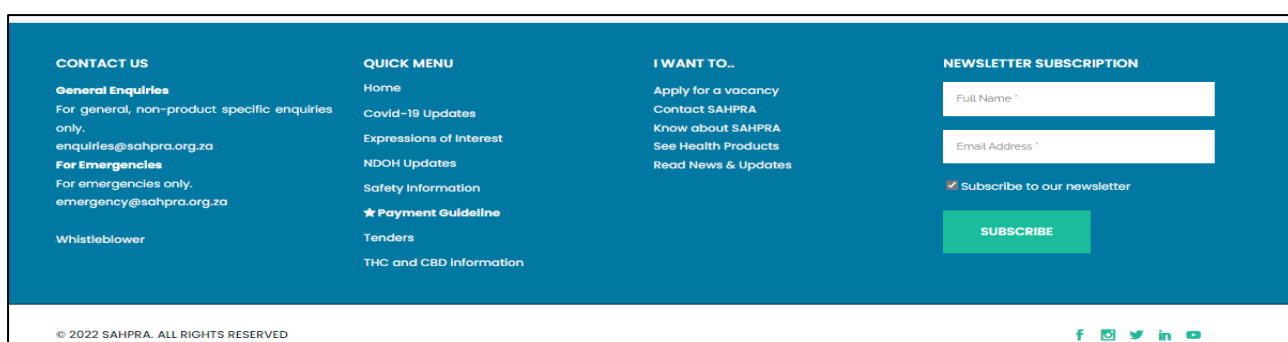 CONTACT US
General Enquiries
For general, non-product specific enquiries
only.
enquiries@sahpra.org.za
For Emergencies
For emergencies only.
emergency@sahpra.org.za
Whistleblower
QUICK MENU
Home
Covid-19 Updates
Expressions of Interest
NDOH Updates
Safety Information
★ Payment Guideline
Tenders
THC and CBD information
I WANT TO..
Apply for a vacancy
Contact SAHPRA
Know about SAHPRA
See Health Products
Read News & Updates
NEWSLETTER SUBSCRIPTION
Full Name *
Email Address *
Subscribe to our newsletter
SUBSCRIBE
© 2022 SAHPRA. ALL RIGHTS RESERVED